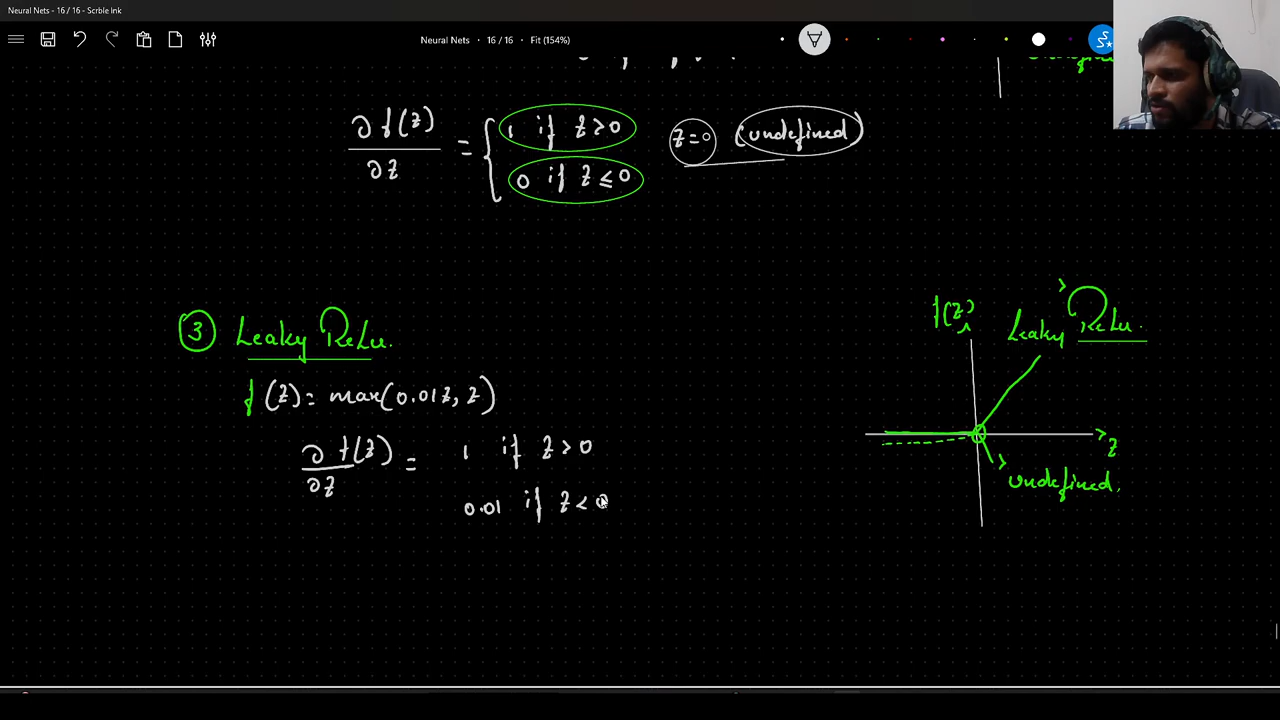 Neural Nets - 16 / 16 - Scrble Ink
Neural Nets • 16 / 16 • Fit (154%)
∂ f(z) / ∂z = { 1 if z > 0
0 if z ≤ 0
z = 0 (undefined)
3 Leaky ReLu.
f (z) = max(0.01z, z)
∂ f(z) / ∂z = 1 if z > 0
0.01 if z < 0
f(z)
Leaky ReLu.
z
undefined.